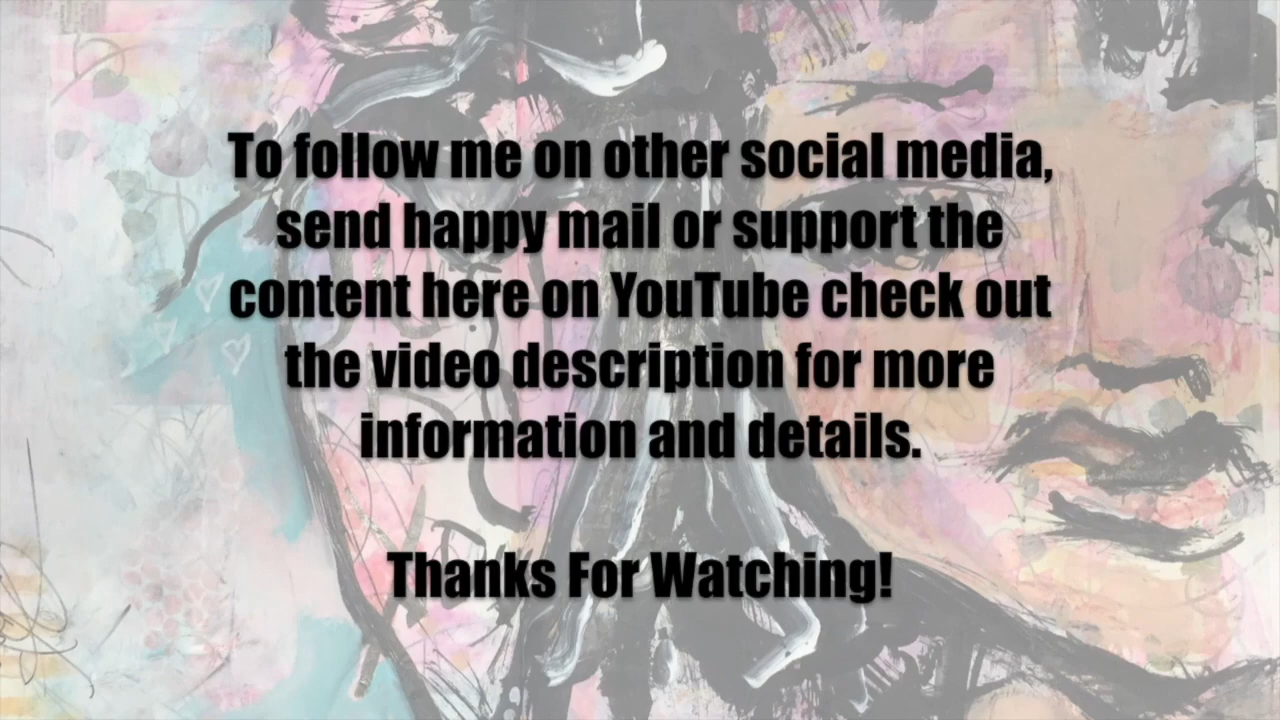 To follow me on other social media,
send happy mail or support the
content here on YouTube check out
the video description for more
information and details.
Thanks For Watching!